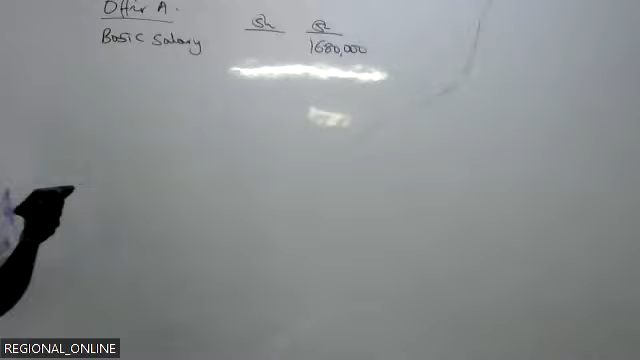 Offer A.
Sh Sh
Basic Salary 1680,000
REGIONAL_ONLINE